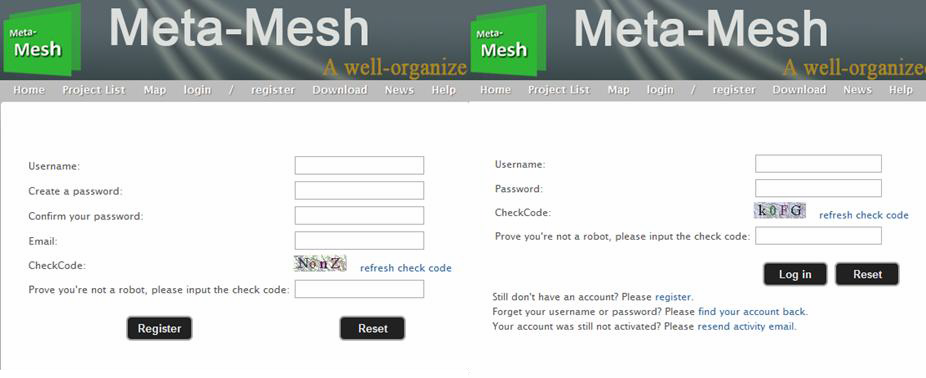 Meta-
Mesh
Meta-Mesh
A well-organize
Home Project List Map login / register Download News Help
Username:
Create a password:
Confirm your password:
Email:
CheckCode: NonZ refresh check code
Prove you're not a robot, please input the check code:
Register Reset
Meta-
Mesh
Meta-Mesh
A well-organize
Home Project List Map login / register Download News Help
Username:
Password:
CheckCode: k0FG refresh check code
Prove you're not a robot, please input the check code:
Log in Reset
Still don't have an account? Please register.
Forget your username or password? Please find your account back.
Your account was still not activated? Please resend activity email.